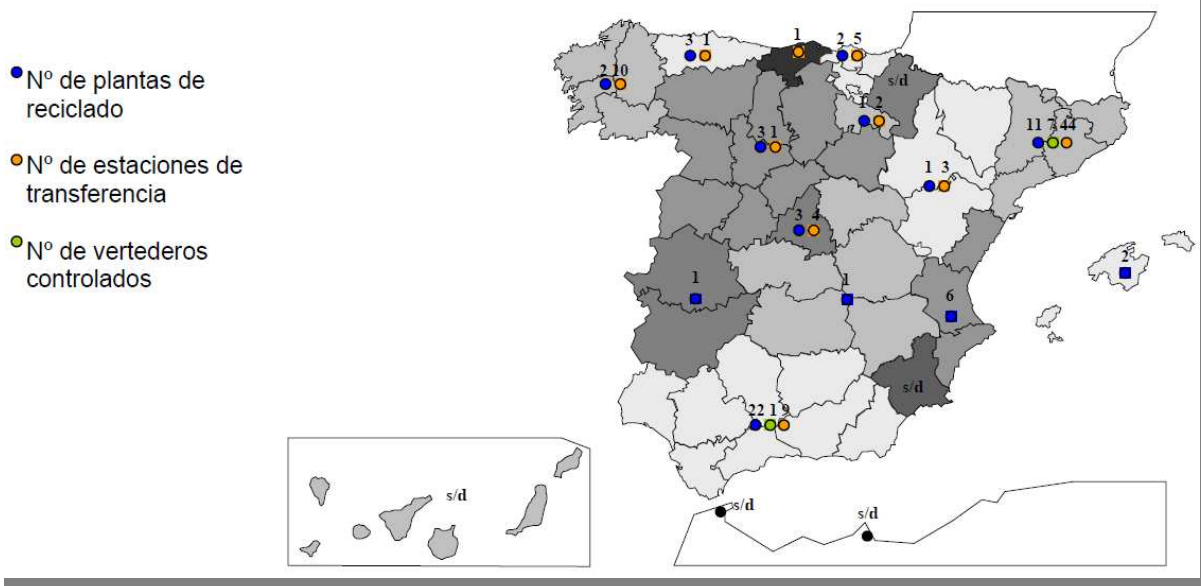 Nº de plantas de
reciclado
Nº de estaciones de
transferencia
Nº de vertederos
controlados
3 1
1
2 5
2 10
s/d
1 2
3 1
11 7 44
1 3
3 4
2
1
1
6
s/d
22 1 9
s/d
s/d
s/d